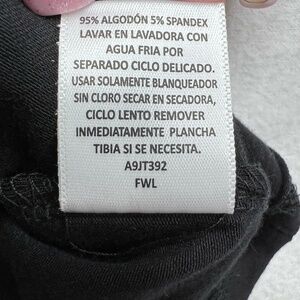 95% ALGODÓN 5% SPANDEX
LAVAR EN LAVADORA CON
AGUA FRIA POR
SEPARADO CICLO DELICADO.
USAR SOLAMENTE BLANQUEADOR
SIN CLORO SECAR EN SECADORA,
CICLO LENTO REMOVER
INMEDIATAMENTE PLANCHA
TIBIA SI SE NECESITA.
A9JT392
FWL